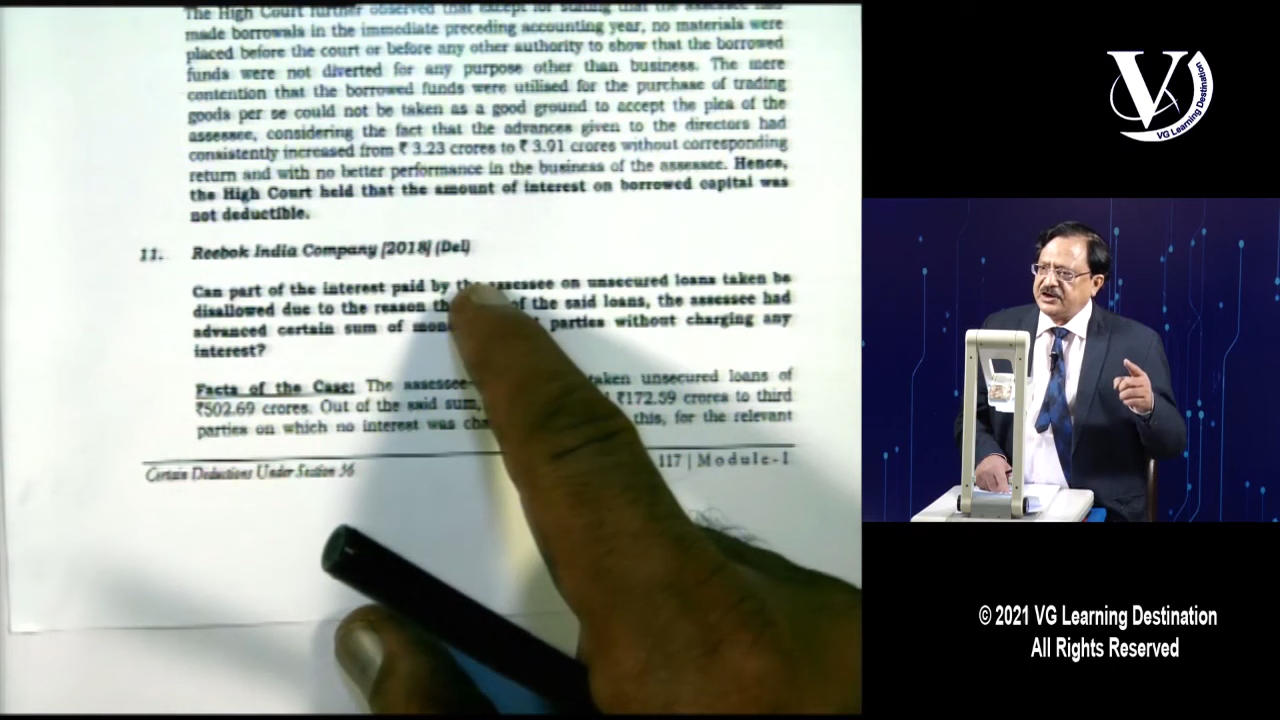 The High Court further observed that except for stating that the assessee had
made borrowals in the immediate preceding accounting year, no materials were
placed before the court or before any other authority to show that the borrowed
funds were not diverted for any purpose other than business. The mere
contention that the borrowed funds were utilised for the purchase of trading
goods per se could not be taken as a good ground to accept the plea of the
assessee, considering the fact that the advances given to the directors had
consistently increased from ₹ 3.23 crores to ₹ 3.91 crores without corresponding
return and with no better performance in the business of the assessee. Hence,
the High Court held that the amount of interest on borrowed capital was
not deductible.
11. Reebok India Company [2018] (Del)
Can part of the interest paid by the assessee on unsecured loans taken be
disallowed due to the reason of the said loans, the assessee had
advanced certain sum of parties without charging any
interest?
Facts of the Case: The assessee- taken unsecured loans of
₹502.69 crores. Out of the said sum, ₹172.59 crores to third
parties on which no interest was this, for the relevant
Certain Deductions Under Section 36
117 | Module-1
V
VG Learning Destination
© 2021 VG Learning Destination
All Rights Reserved